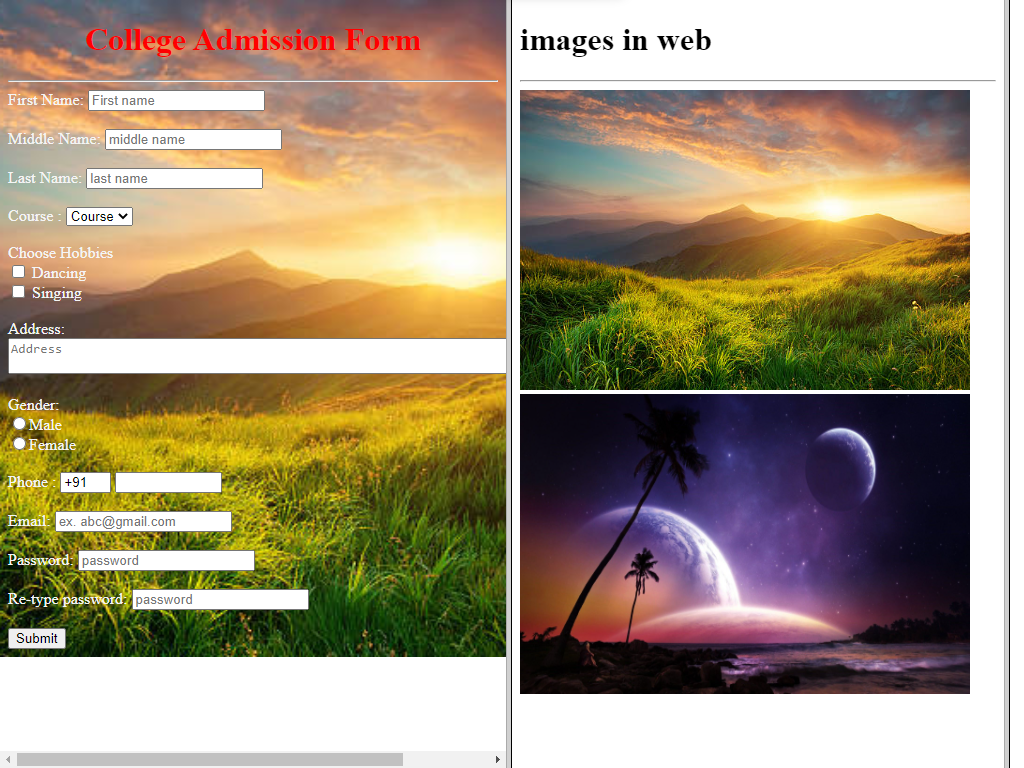 College Admission Form
First Name: First name
Middle Name: middle name
Last Name: last name
Course : Course
Choose Hobbies
Dancing
Singing
Address:
Address
Gender:
Male
Female
Phone : +91
Email: ex. abc@gmail.com
Password: password
Re-type password: password
Submit
images in web